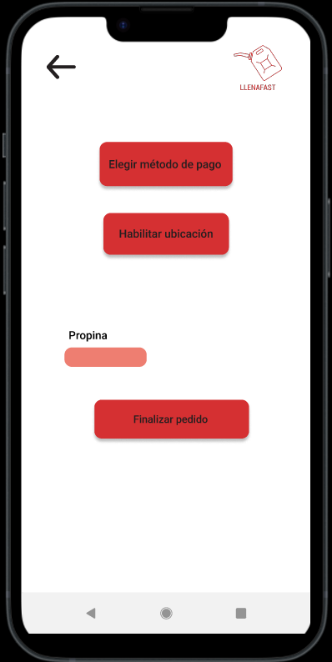 LLENAFAST
Elegir método de pago
Habilitar ubicación
Propina
Finalizar pedido